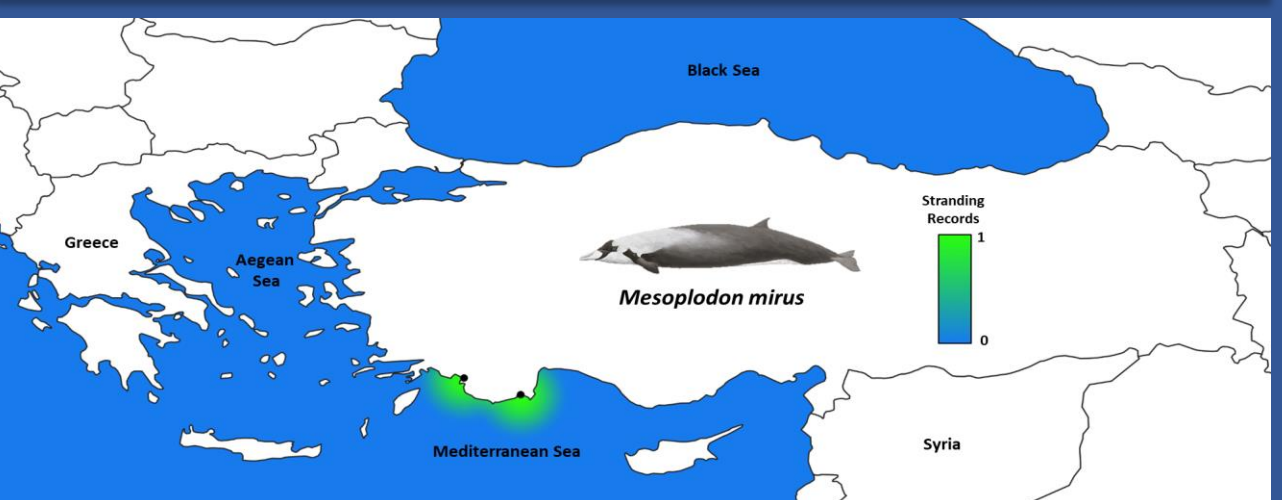 Black Sea
Stranding
Records
1
Greece
Aegean
Sea
Mesoplodon mirus
0
Mediterranean Sea
Syria